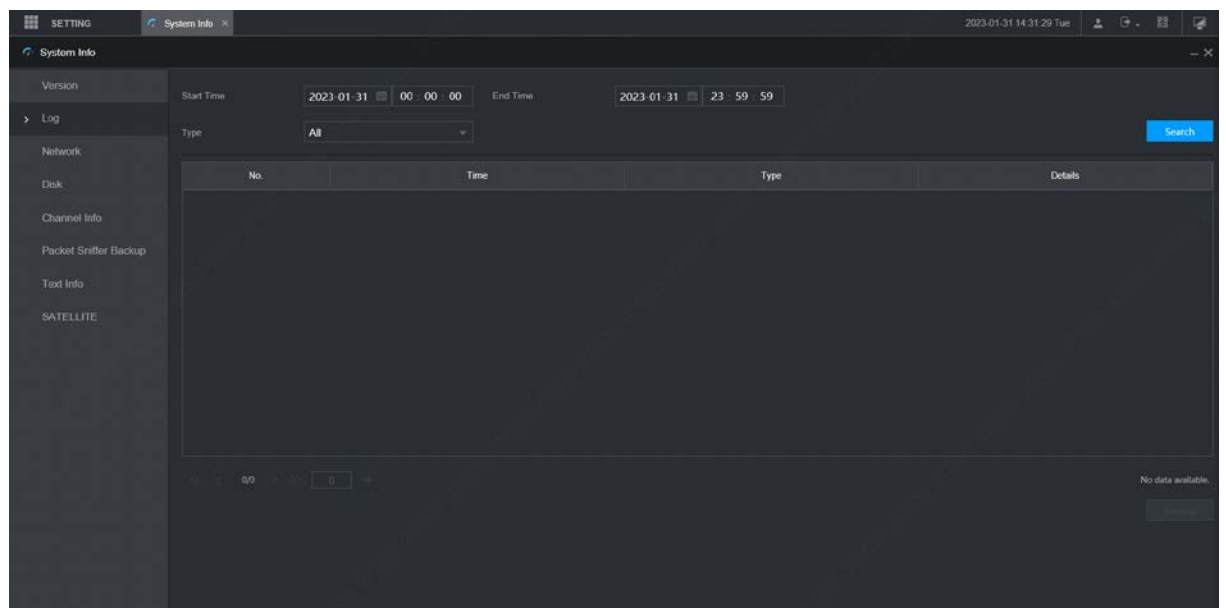 SETTING System Info × 2023-01-31 14:31:29 Tue
System Info
Version
Start Time 2023-01-31 00 : 00 : 00 End Time 2023-01-31 23 : 59 : 59
Log
Type All Search
Network
No. Time Type Details
Disk
Channel Info
Packet Sniffer Backup
Text Info
SATELLITE
0/0 0 No data available.